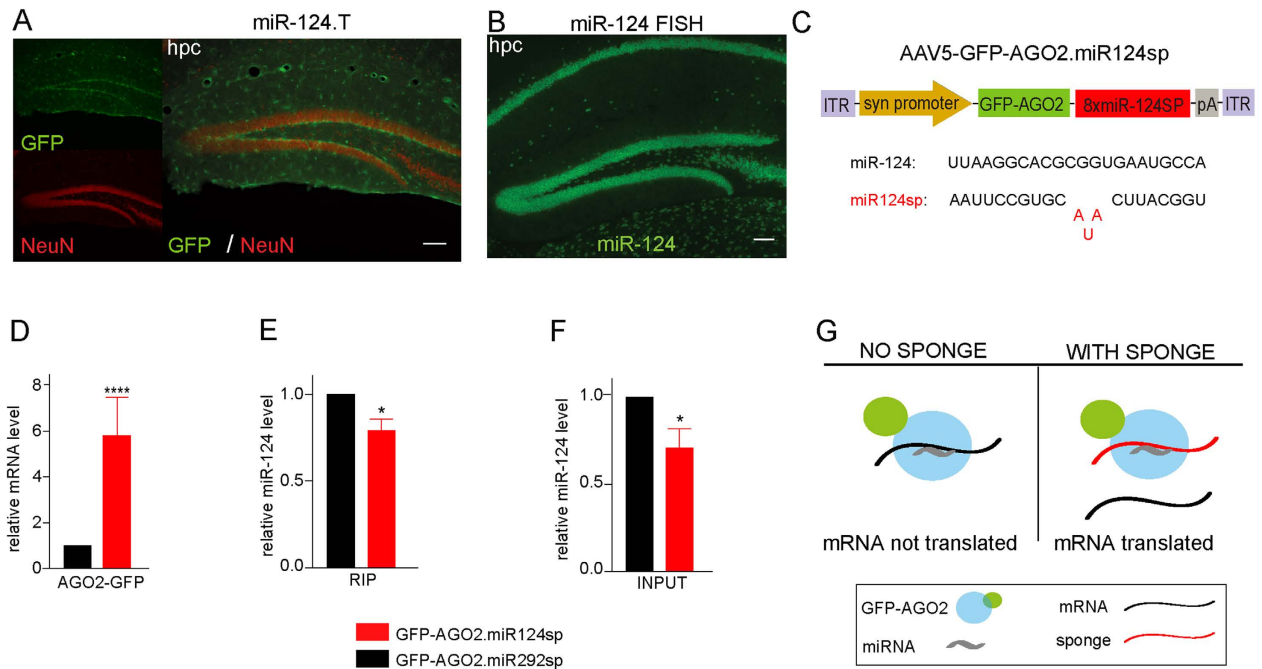 A
miR-124.T
hpc
GFP
NeuN
GFP / NeuN
B
miR-124 FISH
hpc
miR-124
C
AAV5-GFP-AGO2.miR124sp
ITR syn promoter GFP-AGO2 8xmiR-124SP pA ITR
miR-124: UUAAGGCACGCGGUGAAUGCCA
miR124sp: AAUUCCGUGC CUUACGGU
A A
U
D
relative mRNA level
8
6
4
2
0
****
AGO2-GFP
E
relative miR-124 level
1.0
0.5
0.0
*
RIP
F
relative miR-124 level
1.0
0.5
0.0
*
INPUT
GFP-AGO2.miR124sp
GFP-AGO2.miR292sp
G
NO SPONGE
WITH SPONGE
mRNA not translated
mRNA translated
GFP-AGO2
mRNA
miRNA
sponge